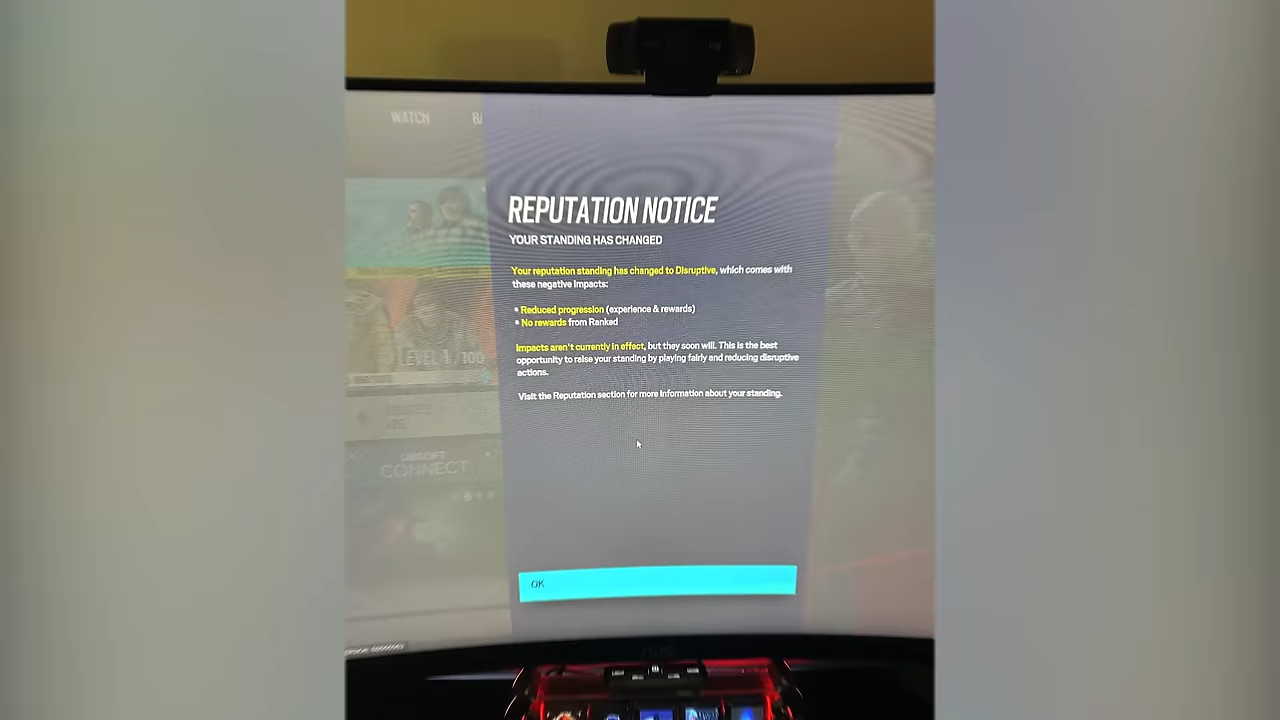 WATCH
REPUTATION NOTICE
YOUR STANDING HAS CHANGED
Your reputation standing has changed to Disruptive, which comes with
these negative impacts:
• Reduced progression (experience & rewards)
• No rewards from Ranked
Impacts aren't currently in effect, but they soon will. This is the best
opportunity to raise your standing by playing fairly and reducing disruptive
actions.
Visit the Reputation section for more information about your standing.
LEVEL 1 / 100
UBISOFT
CONNECT
OK